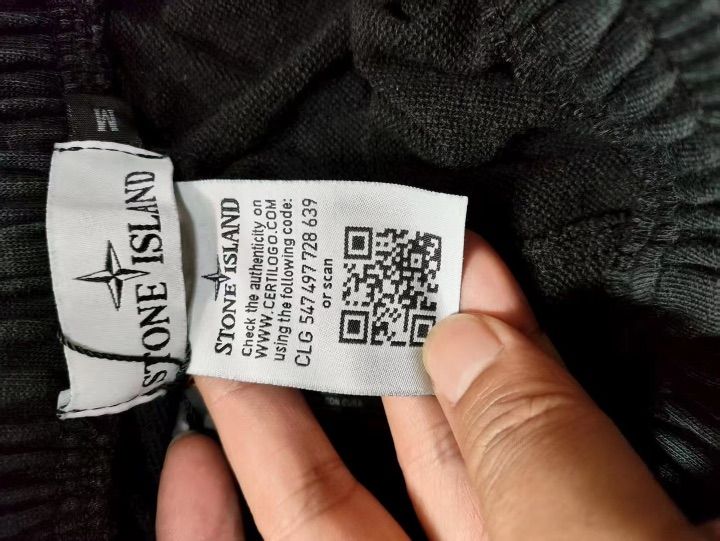 STONE ISLAND
STONE ISLAND
Check the authenticity on
WWW.CERTILOGO.COM
using the following code:
CLG 547 497 728 639
or scan